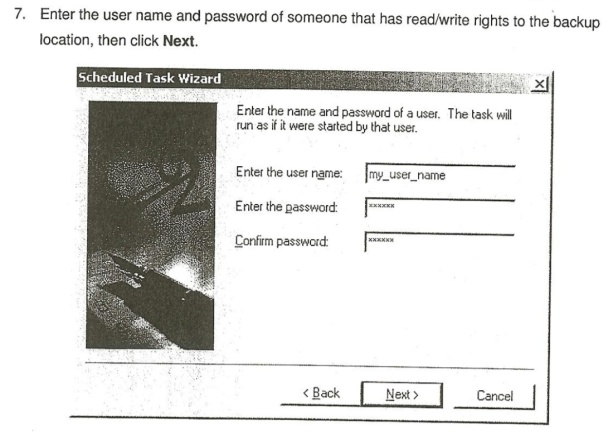 7. Enter the user name and password of someone that has read/write rights to the backup
location, then click Next.
Scheduled Task Wizard
Enter the name and password of a user. The task will
run as if it were started by that user.
Enter the user name: my_user_name
Enter the password: xxxxxx
Confirm password: xxxxxx
< Back Next > Cancel